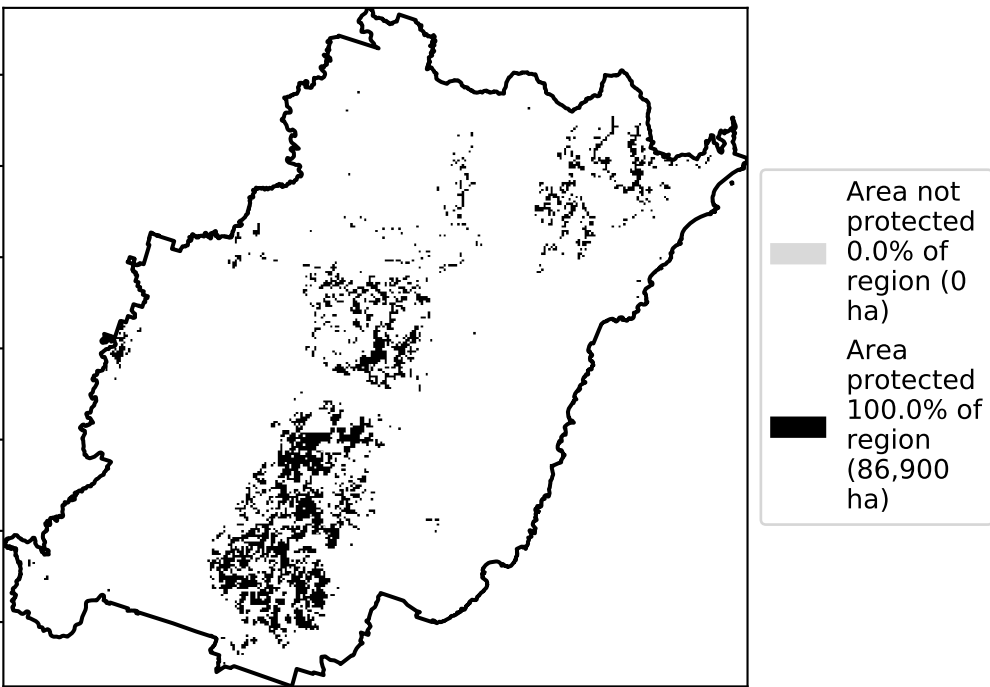 Area not
protected
0.0% of
region (0
ha)
Area
protected
100.0% of
region
(86,900
ha)